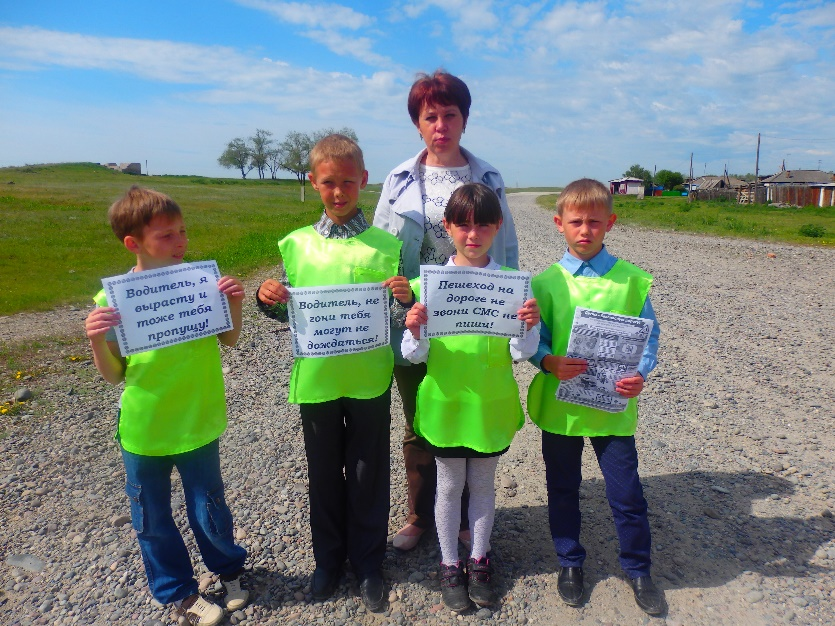 Водитель, я
вырасту и
тоже тебя
пропущу!
Водитель, не
гони тебя
могут не
дождаться!
Пешеход на
дороге не
звони СМС не
пиши!